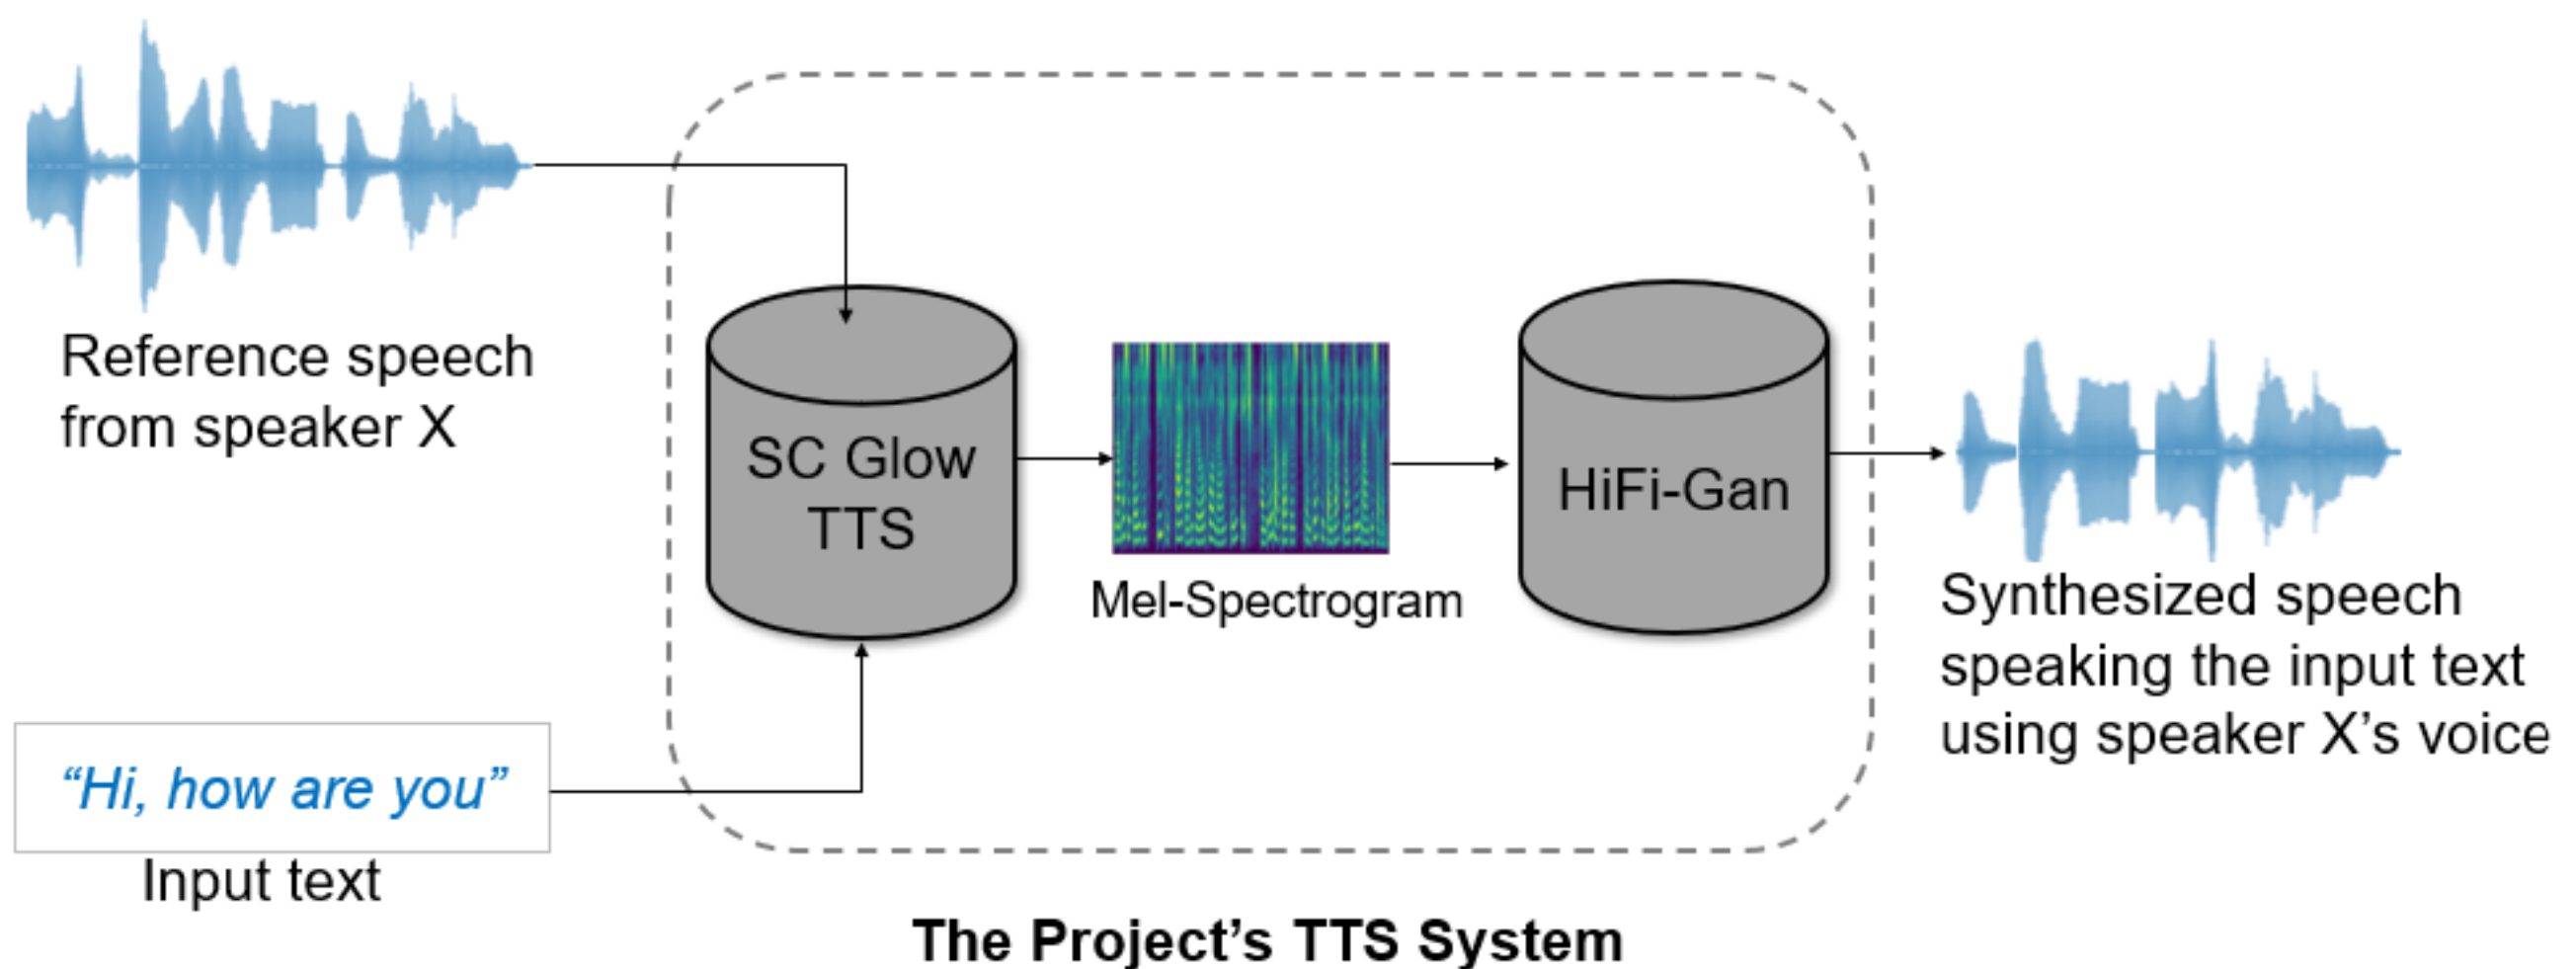 Reference speech
from speaker X
SC Glow
TTS
Mel-Spectrogram
HiFi-Gan
Synthesized speech
speaking the input text
using speaker X’s voice
“Hi, how are you”
Input text
The Project’s TTS System